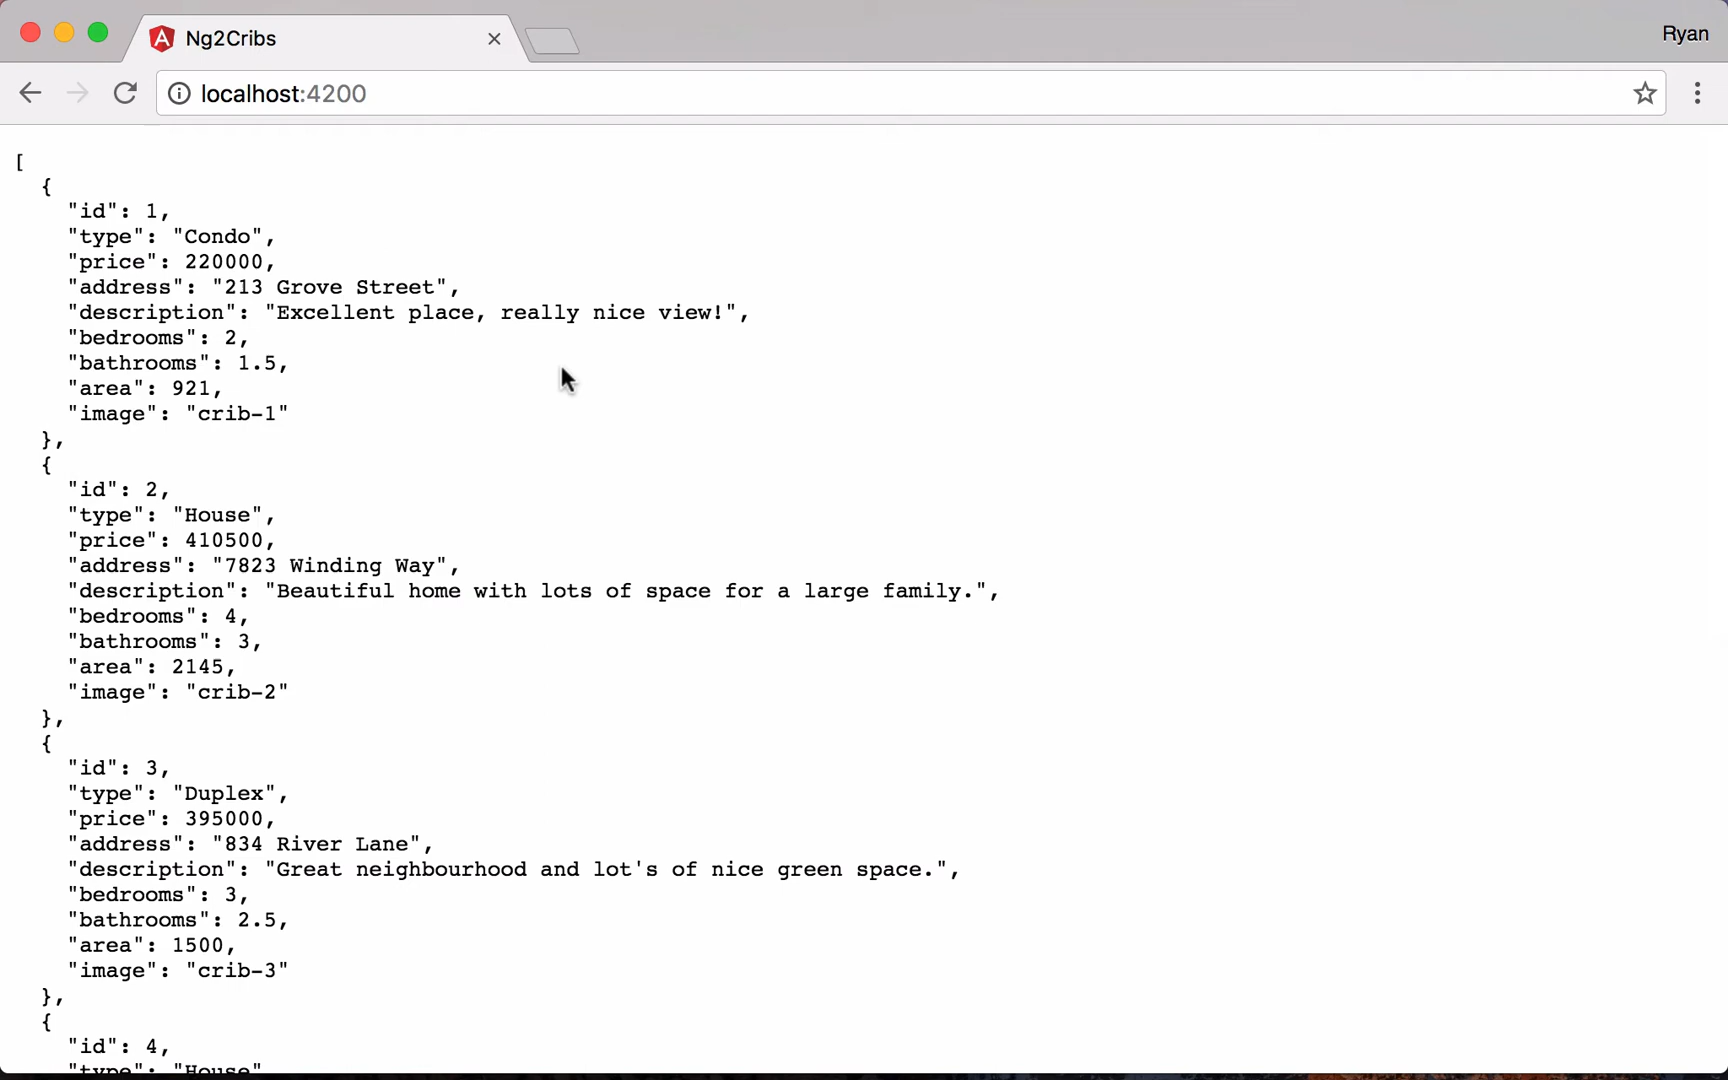 Ng2Cribs
Ryan
localhost:4200
[
{
"id": 1,
"type": "Condo",
"price": 220000,
"address": "213 Grove Street",
"description": "Excellent place, really nice view!",
"bedrooms": 2,
"bathrooms": 1.5,
"area": 921,
"image": "crib-1"
},
{
"id": 2,
"type": "House",
"price": 410500,
"address": "7823 Winding Way",
"description": "Beautiful home with lots of space for a large family.",
"bedrooms": 4,
"bathrooms": 3,
"area": 2145,
"image": "crib-2"
},
{
"id": 3,
"type": "Duplex",
"price": 395000,
"address": "834 River Lane",
"description": "Great neighbourhood and lot's of nice green space.",
"bedrooms": 3,
"bathrooms": 2.5,
"area": 1500,
"image": "crib-3"
},
{
"id": 4,
"type": "House"